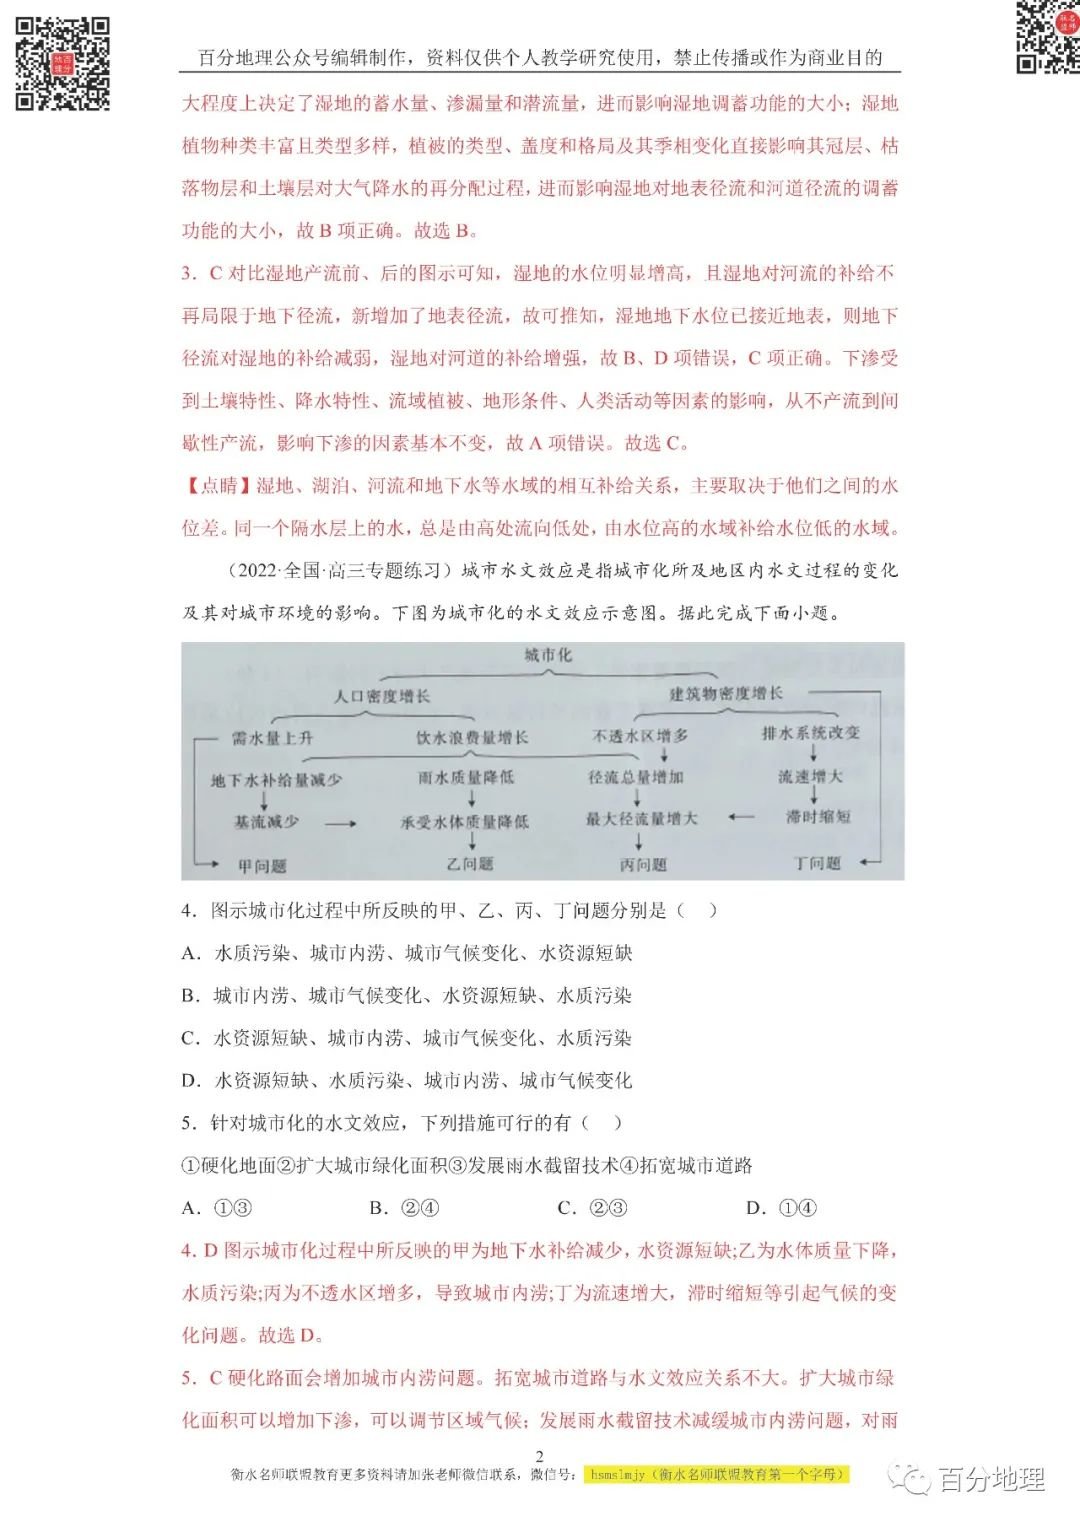 百分地理公众号编辑制作，资料仅供个人教学研究使用，禁止传播或作为商业目的
大程度上决定了湿地的蓄水量、渗漏量和潜流量，进而影响湿地调蓄功能的大小；湿地
植物种类丰富且类型多样，植被的类型、盖度和格局及其季相变化直接影响其冠层、枯
落物层和土壤层对大气降水的再分配过程，进而影响湿地对地表径流和河道径流的调蓄
功能的大小，故 B 项正确。故选 B。
3．C 对比湿地产流前、后的图示可知，湿地的水位明显增高，且湿地对河流的补给不
再局限于地下径流，新增加了地表径流，故可推知，湿地地下水位已接近地表，则地下
径流对湿地的补给减弱，湿地对河道的补给增强，故 B、D 项错误，C 项正确。下渗受
到土壤特性、降水特性、流域植被、地形条件、人类活动等因素的影响，从不产流到间
歇性产流，影响下渗的因素基本不变，故 A 项错误。故选 C。
【点睛】湿地、湖泊、河流和地下水等水域的相互补给关系，主要取决于他们之间的水
位差。同一个隔水层上的水，总是由高处流向低处，由水位高的水域补给水位低的水域。
（2022·全国·高三专题练习）城市水文效应是指城市化所及地区内水文过程的变化
及其对城市环境的影响。下图为城市化的水文效应示意图。据此完成下面小题。
城市化
人口密度增长 建筑物密度增长
需水量上升 饮水浪费量增长 不透水区增多 排水系统改变
地下水补给量减少 雨水质量降低 径流总量增加 流速增大
基流减少 承受水体质量降低 最大径流量增大 滞时缩短
甲问题 乙问题 丙问题 丁问题
4．图示城市化过程中所反映的甲、乙、丙、丁问题分别是（ ）
A．水质污染、城市内涝、城市气候变化、水资源短缺
B．城市内涝、城市气候变化、水资源短缺、水质污染
C．水资源短缺、城市内涝、城市气候变化、水质污染
D．水资源短缺、水质污染、城市内涝、城市气候变化
5．针对城市化的水文效应，下列措施可行的有（ ）
①硬化地面②扩大城市绿化面积③发展雨水截留技术④拓宽城市道路
A．①③ B．②④ C．②③ D．①④
4．D 图示城市化过程中所反映的甲为地下水补给减少，水资源短缺;乙为水体质量下降，
水质污染;丙为不透水区增多，导致城市内涝;丁为流速增大，滞时缩短等引起气候的变
化问题。故选 D。
5．C 硬化路面会增加城市内涝问题。拓宽城市道路与水文效应关系不大。扩大城市绿
化面积可以增加下渗，可以调节区域气候；发展雨水截留技术减缓城市内涝问题，对雨
2
衡水名师联盟教育更多资料请加张老师微信联系，微信号： hsmslmjy（衡水名师联盟教育第一个字母）
百分地理